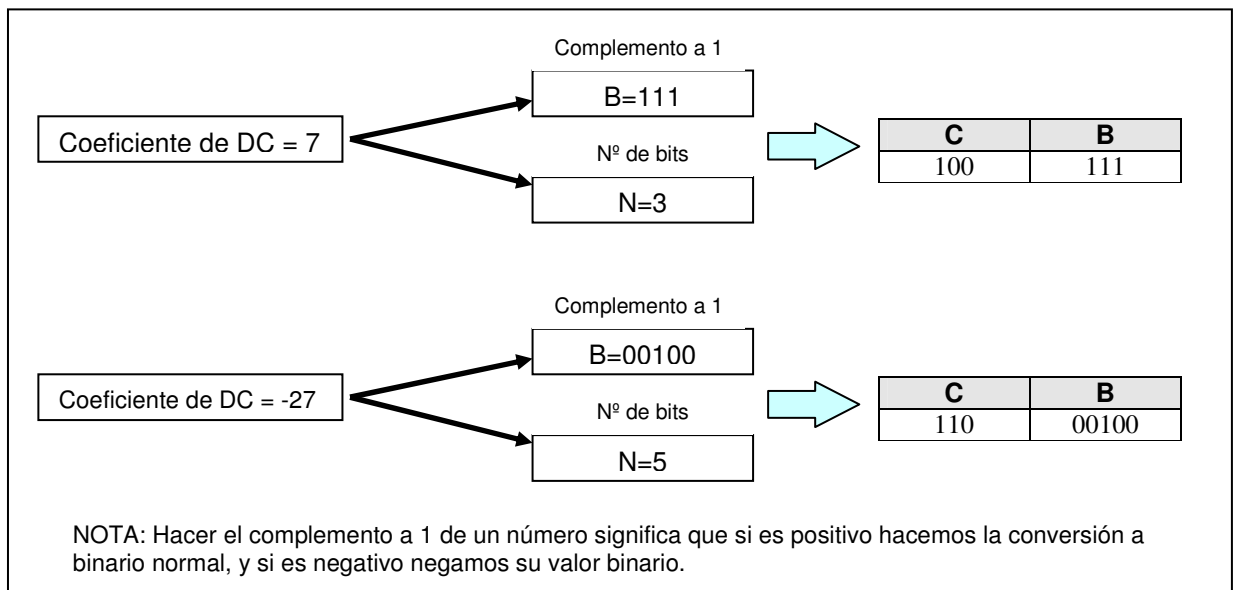 Complemento a 1
B=111
Coeficiente de DC = 7
Nº de bits
N=3
C B
100 111
Complemento a 1
B=00100
Coeficiente de DC = -27
Nº de bits
N=5
C B
110 00100
NOTA: Hacer el complemento a 1 de un número significa que si es positivo hacemos la conversión a
binario normal, y si es negativo negamos su valor binario.